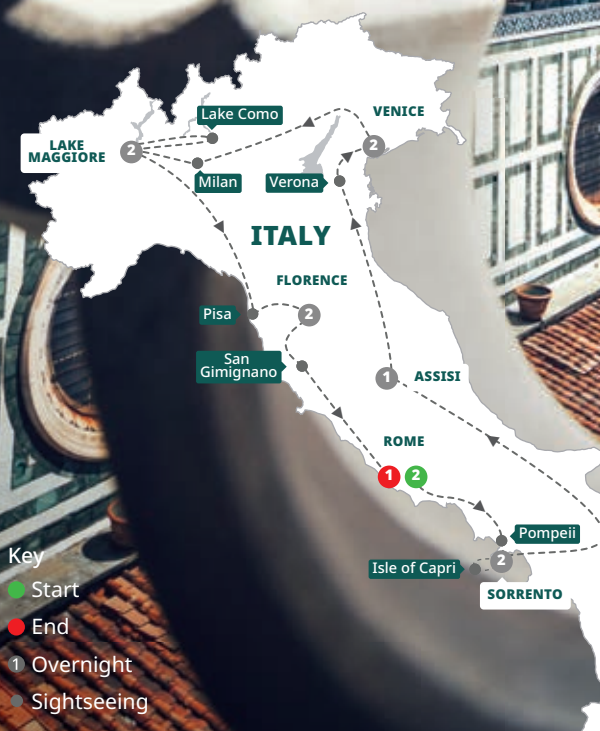 Lake Como
VENICE
2
LAKE
MAGGIORE
2
Milan
Verona
ITALY
FLORENCE
Pisa
2
San
Gimignano
1
ASSISI
ROME
1
2
Pompeii
2
Isle of Capri
SORRENTO
Key
Start
End
1 Overnight
Sightseeing